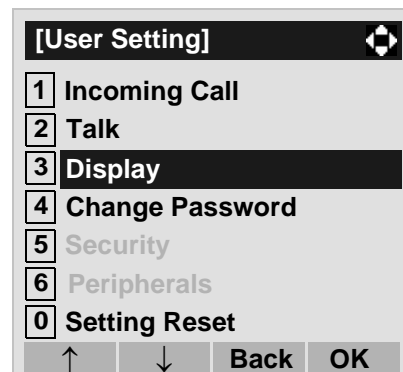 [User Setting]
1 Incoming Call
2 Talk
3 Display
4 Change Password
5 Security
6 Peripherals
0 Setting Reset
↑ ↓ Back OK